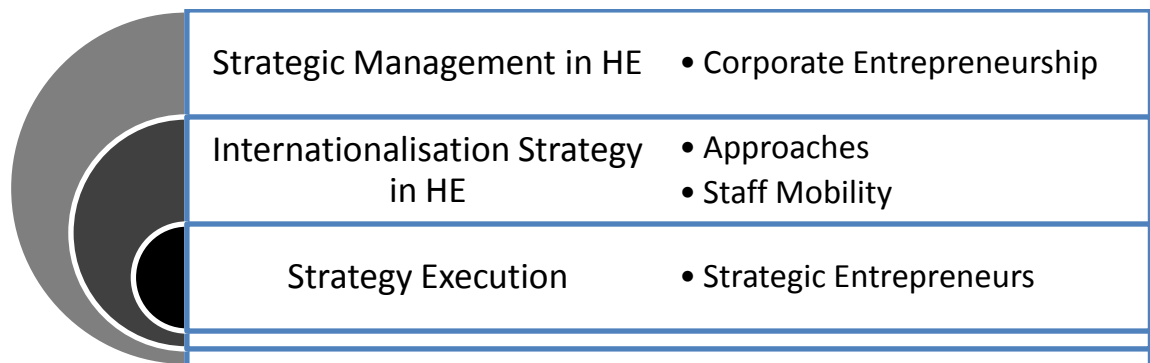 Strategic Management in HE
• Corporate Entrepreneurship
Internationalisation Strategy
in HE
• Approaches
• Staff Mobility
Strategy Execution
• Strategic Entrepreneurs